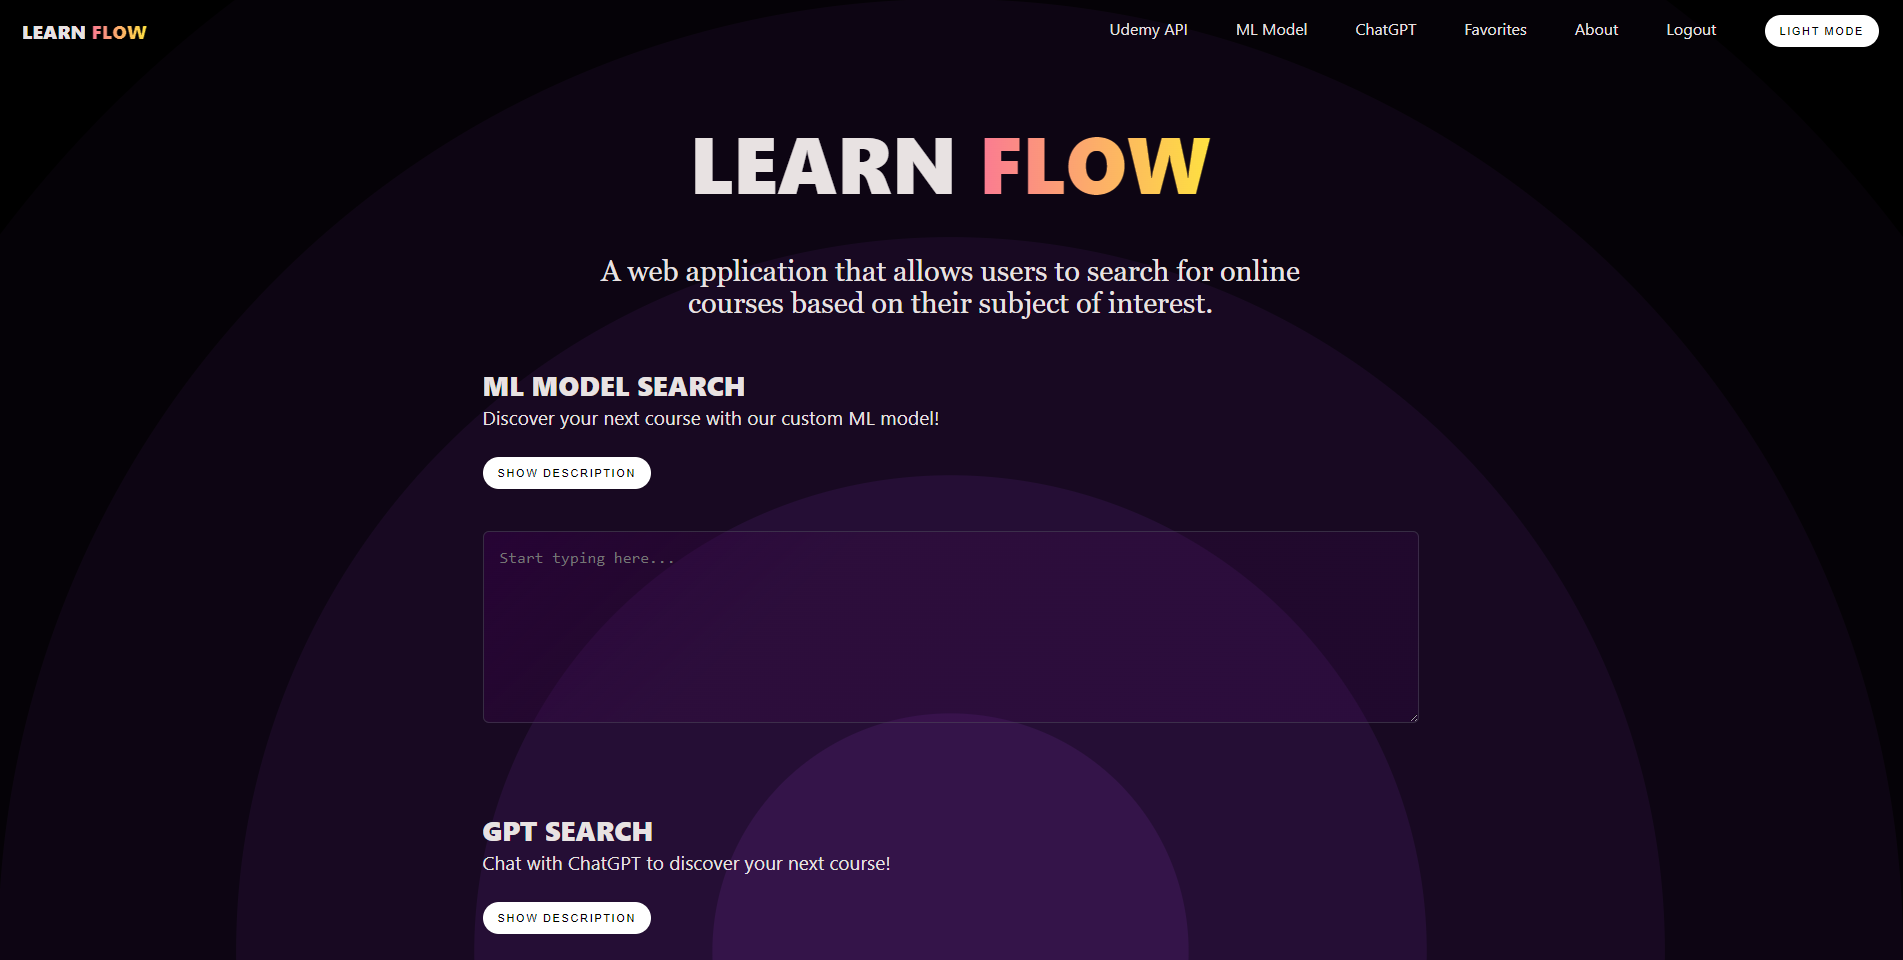 LEARN FLOW
Udemy API
ML Model
ChatGPT
Favorites
About
Logout
LIGHT MODE
LEARN FLOW
A web application that allows users to search for online
courses based on their subject of interest.
ML MODEL SEARCH
Discover your next course with our custom ML model!
SHOW DESCRIPTION
Start typing here...
GPT SEARCH
Chat with ChatGPT to discover your next course!
SHOW DESCRIPTION